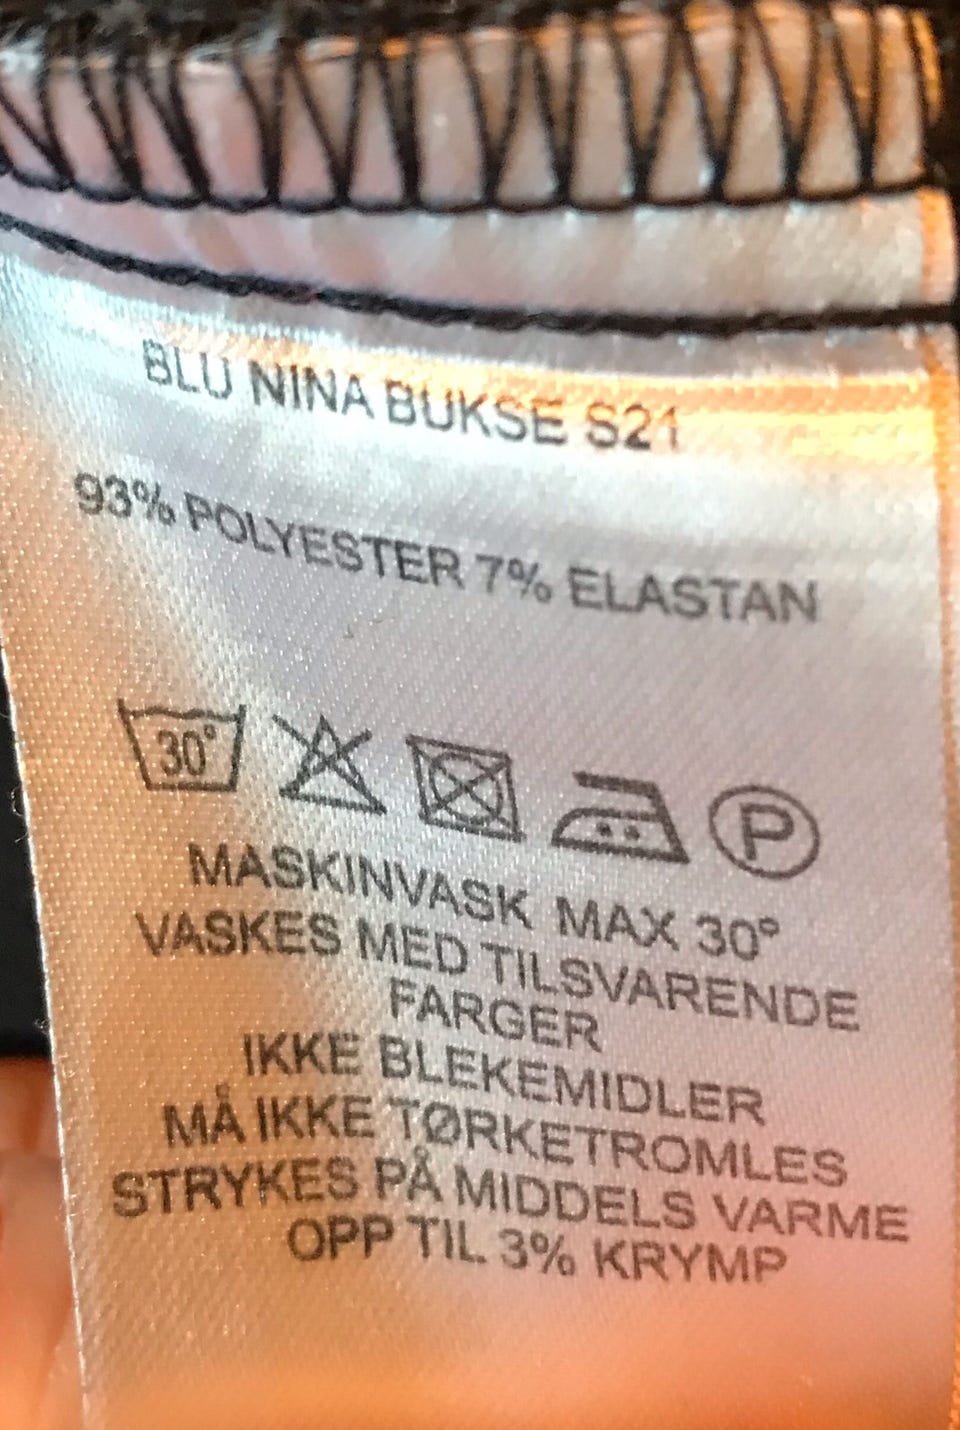 BLU NINA BUKSE S21
93% POLYESTER 7% ELASTAN
30° P
MASKINVASK MAX 30°
VASKES MED TILSVARENDE
FARGER
IKKE BLEKEMIDLER
MÅ IKKE TØRKETROMLES
STRYKES PÅ MIDDELS VARME
OPP TIL 3% KRYMP